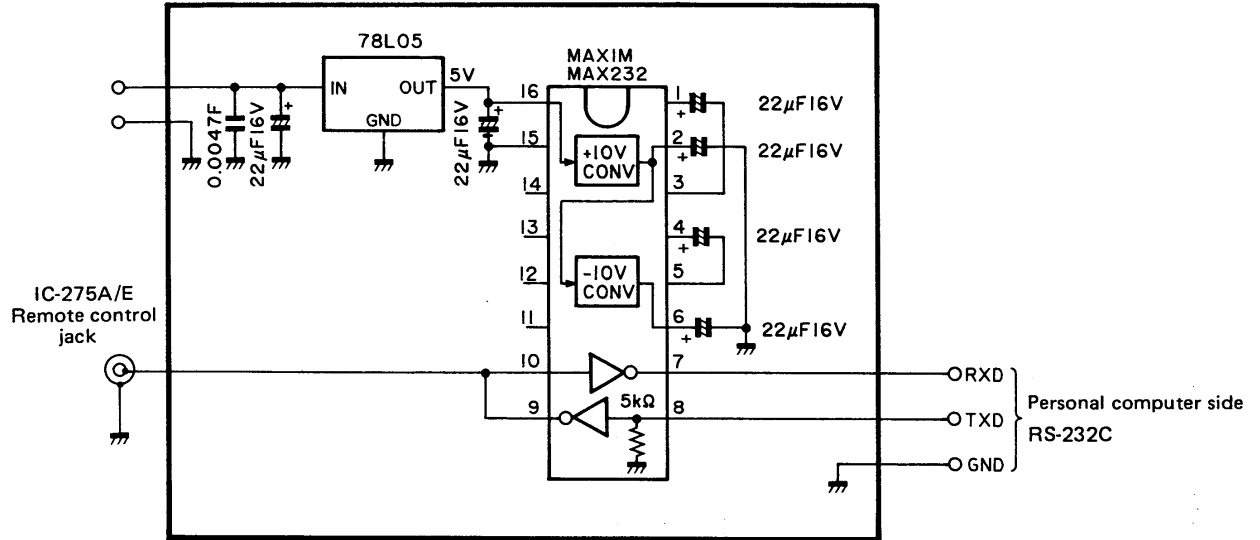 78L05
IN
OUT
GND
5V
0.0047F
22µF16V
22µF16V
MAXIM
MAX232
16
15
14
13
12
11
10
9
+10V
CONV
-10V
CONV
5kΩ
1
2
3
4
5
6
7
8
22µF16V
22µF16V
22µF16V
22µF16V
IC-275A/E
Remote control
jack
RXD
TXD
GND
Personal computer side
RS-232C